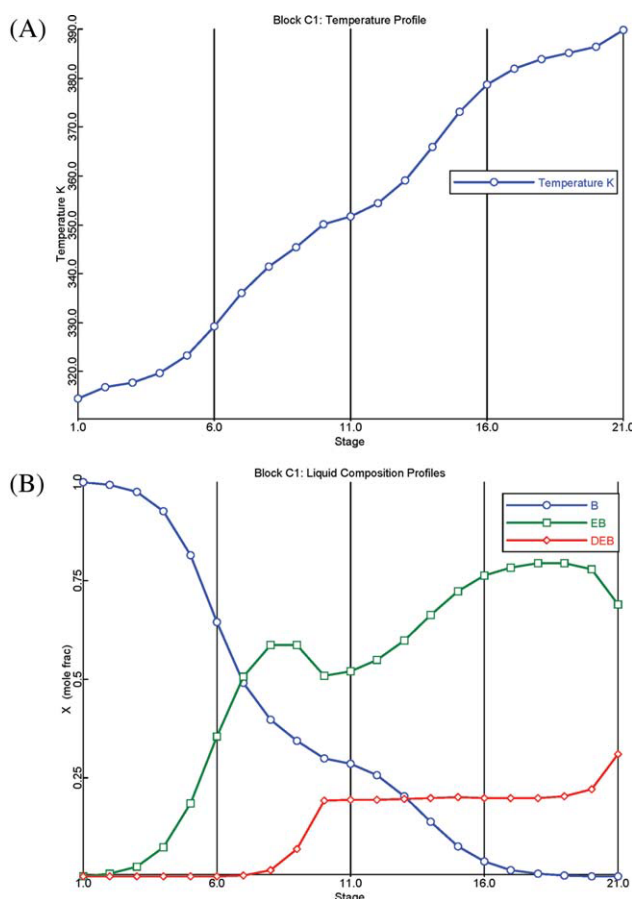 (A)
Block C1: Temperature Profile
Temperature K
390.0
380.0
370.0
360.0
350.0
340.0
330.0
320.0
Temperature K
1.0 6.0 11.0 16.0 21.0
Stage
(B)
Block C1: Liquid Composition Profiles
X (mole frac)
1.0
0.75
0.5
0.25
B
EB
DEB
1.0 6.0 11.0 16.0 21.0
Stage